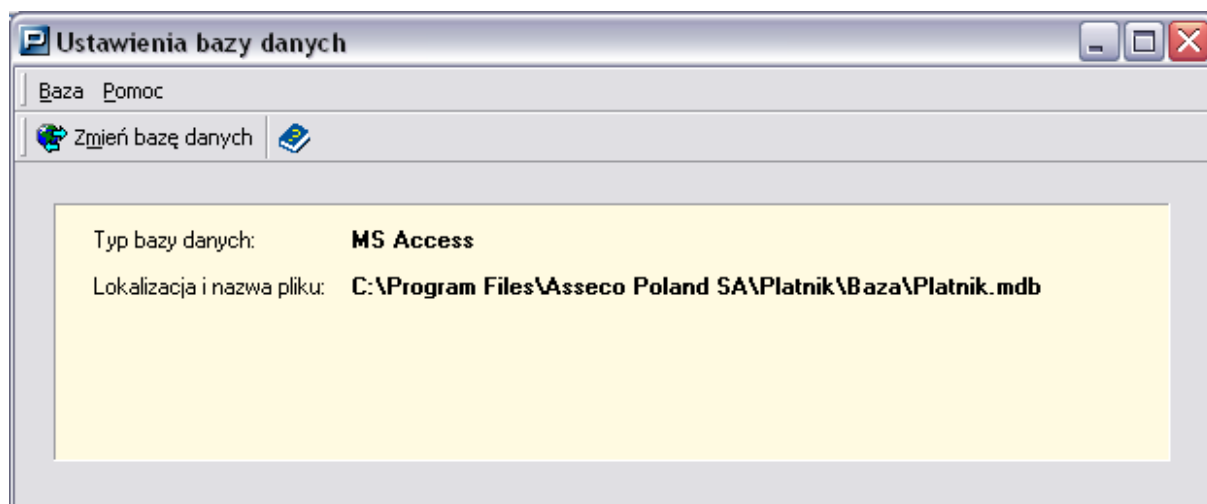 Ustawienia bazy danych
Baza Pomoc
Zmień bazę danych
Typ bazy danych: MS Access
Lokalizacja i nazwa pliku: C:\Program Files\Asseco Poland SA\Platnik\Baza\Platnik.mdb